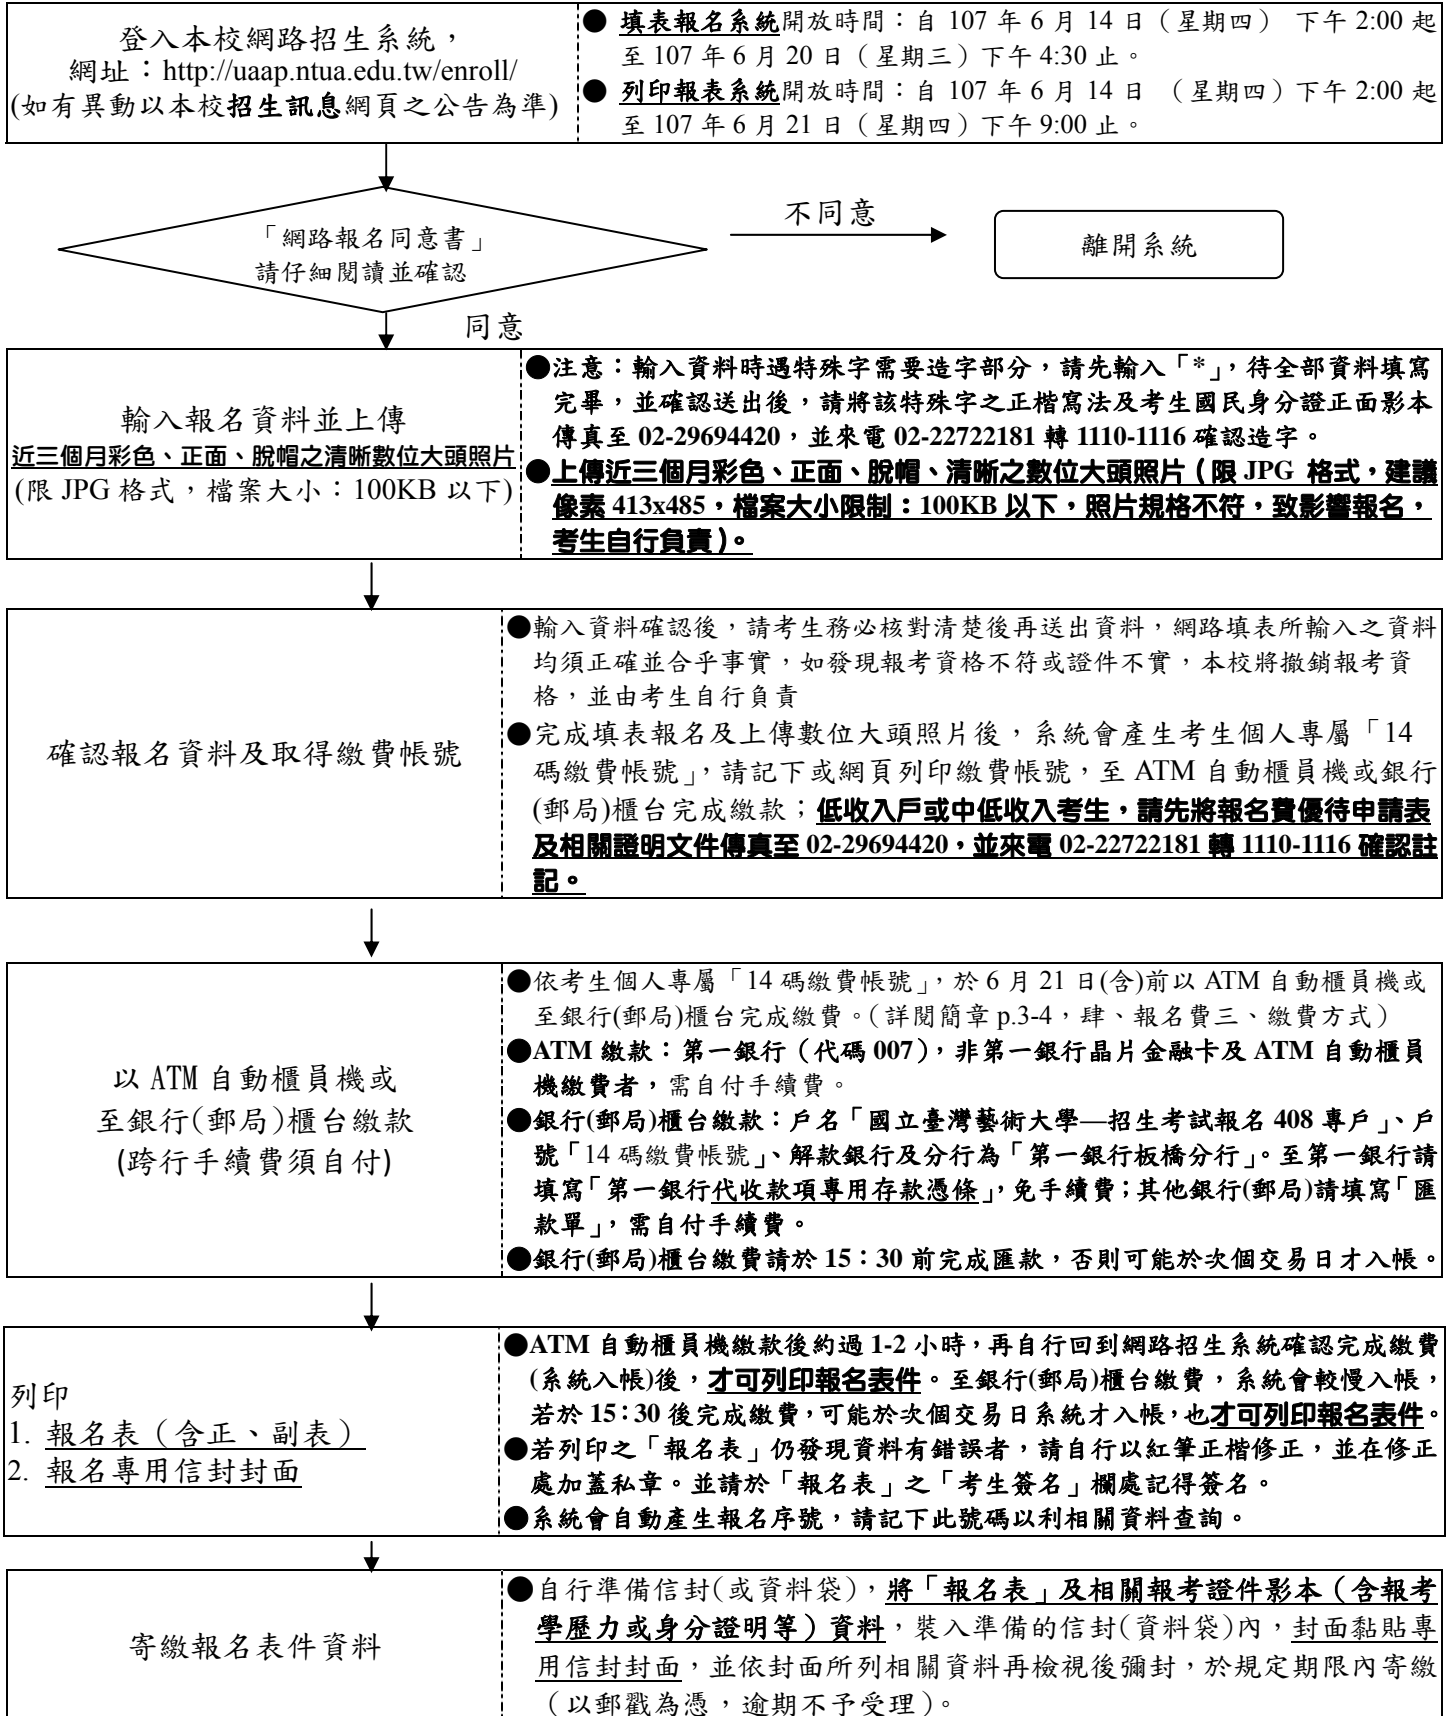 登入本校網路招生系統，
網址：http://uaap.ntua.edu.tw/enroll/
(如有異動以本校招生訊息網頁之公告為準)
● 填表報名系統開放時間：自 107 年 6 月 14 日（星期四） 下午 2:00 起
至 107 年 6 月 20 日（星期三）下午 4:30 止。
● 列印報表系統開放時間：自 107 年 6 月 14 日 （星期四）下午 2:00 起
至 107 年 6 月 21 日（星期四）下午 9:00 止。
「網路報名同意書」
請仔細閱讀並確認
不同意
離開系統
同意
輸入報名資料並上傳
近三個月彩色、正面、脫帽之清晰數位大頭照片
(限 JPG 格式，檔案大小：100KB 以下)
●注意：輸入資料時遇特殊字需要造字部分，請先輸入「*」，待全部資料填寫
完畢，並確認送出後，請將該特殊字之正楷寫法及考生國民身分證正面影本
傳真至 02-29694420，並來電 02-22722181 轉 1110-1116 確認造字。
●上傳近三個月彩色、正面、脫帽、清晰之數位大頭照片（限 JPG 格式，建議
像素 413x485，檔案大小限制：100KB 以下，照片規格不符，致影響報名，
考生自行負責）。
確認報名資料及取得繳費帳號
●輸入資料確認後，請考生務必核對清楚後再送出資料，網路填表所輸入之資料
均須正確並合乎事實，如發現報考資格不符或證件不實，本校將撤銷報考資
格，並由考生自行負責
●完成填表報名及上傳數位大頭照片後，系統會產生考生個人專屬「14
碼繳費帳號」，請記下或網頁列印繳費帳號，至 ATM 自動櫃員機或銀行
(郵局)櫃台完成繳款；低收入戶或中低收入考生，請先將報名費優待申請表
及相關證明文件傳真至 02-29694420，並來電 02-22722181 轉 1110-1116 確認註
記。
以 ATM 自動櫃員機或
至銀行(郵局)櫃台繳款
(跨行手續費須自付)
●依考生個人專屬「14 碼繳費帳號」，於 6 月 21 日(含)前以 ATM 自動櫃員機或
至銀行(郵局)櫃台完成繳費。（詳閱簡章 p.3-4，肆、報名費三、繳費方式）
●ATM 繳款：第一銀行（代碼 007），非第一銀行晶片金融卡及 ATM 自動櫃員
機繳費者，需自付手續費。
●銀行(郵局)櫃台繳款：戶名「國立臺灣藝術大學—招生考試報名 408 專戶」、戶
號「14 碼繳費帳號」、解款銀行及分行為「第一銀行板橋分行」。至第一銀行請
填寫「第一銀行代收款項專用存款憑條」，免手續費；其他銀行(郵局)請填寫「匯
款單」，需自付手續費。
●銀行(郵局)櫃台繳費請於 15：30 前完成匯款，否則可能於次個交易日才入帳。
列印
1. 報名表（含正、副表）
2. 報名專用信封封面
●ATM 自動櫃員機繳款後約過 1-2 小時，再自行回到網路招生系統確認完成繳費
(系統入帳)後，才可列印報名表件。至銀行(郵局)櫃台繳費，系統會較慢入帳，
若於 15：30 後完成繳費，可能於次個交易日系統才入帳，也才可列印報名表件。
●若列印之「報名表」仍發現資料有錯誤者，請自行以紅筆正楷修正，並在修正
處加蓋私章。並請於「報名表」之「考生簽名」欄處記得簽名。
●系統會自動產生報名序號，請記下此號碼以利相關資料查詢。
寄繳報名表件資料
●自行準備信封(或資料袋)，將「報名表」及相關報考證件影本（含報考
學歷力或身分證明等）資料，裝入準備的信封(資料袋)內，封面黏貼專
用信封封面，並依封面所列相關資料再檢視後彌封，於規定期限內寄繳
（以郵戳為憑，逾期不予受理）。